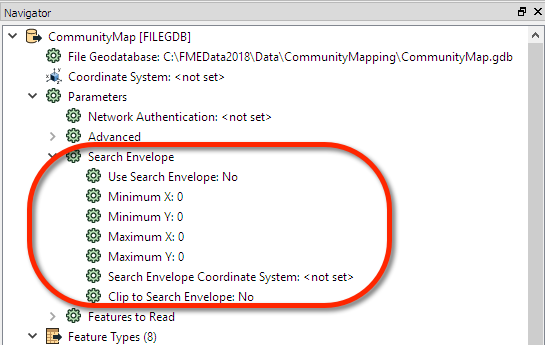 Navigator
CommunityMap [FILEGDB]
File Geodatabase: C:\FMEData2018\Data\CommunityMapping\CommunityMap.gdb
Coordinate System: <not set>
Parameters
Network Authentication: <not set>
Advanced
Search Envelope
Use Search Envelope: No
Minimum X: 0
Minimum Y: 0
Maximum X: 0
Maximum Y: 0
Search Envelope Coordinate System: <not set>
Clip to Search Envelope: No
Features to Read
Feature Types (8)